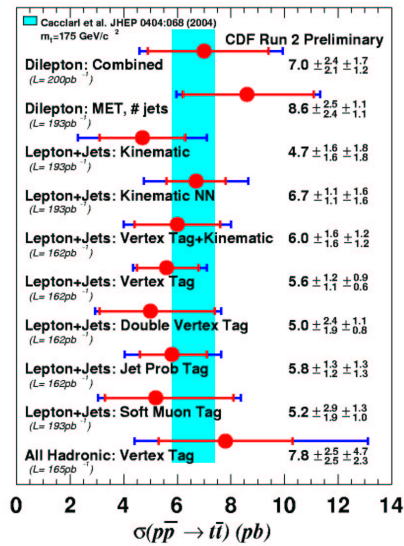 Cacciari et al. JHEP 0404:068 (2004)
mt=175 GeV/c 2
CDF Run 2 Preliminary
Dilepton: Combined 7.0 ± 2.4 2.1 ± 1.7 1.2
(L= 200pb -1)
Dilepton: MET, # jets 8.6 ± 2.5 2.4 ± 1.1 1.1
(L= 193pb -1)
Lepton+Jets: Kinematic 4.7 ± 1.6 1.6 ± 1.8 1.8
(L= 193pb -1)
Lepton+Jets: Kinematic NN 6.7 ± 1.1 1.1 ± 1.6 1.6
(L= 193pb -1)
Lepton+Jets: Vertex Tag+Kinematic 6.0 ± 1.6 1.6 ± 1.2 1.2
(L= 162pb -1)
Lepton+Jets: Vertex Tag 5.6 ± 1.2 1.1 ± 0.9 0.6
(L= 162pb -1)
Lepton+Jets: Double Vertex Tag 5.0 ± 2.4 1.9 ± 1.1 0.8
(L= 162pb -1)
Lepton+Jets: Jet Prob Tag 5.8 ± 1.3 1.2 ± 1.3 1.3
(L= 162pb -1)
Lepton+Jets: Soft Muon Tag 5.2 ± 2.9 1.9 ± 1.3 1.0
(L= 193pb -1)
All Hadronic: Vertex Tag 7.8 ± 2.5 2.5 ± 4.7 2.3
(L= 165pb -1)
0 2 4 6 8 10 12 14
σ(pp̅ → tt̅) (pb)